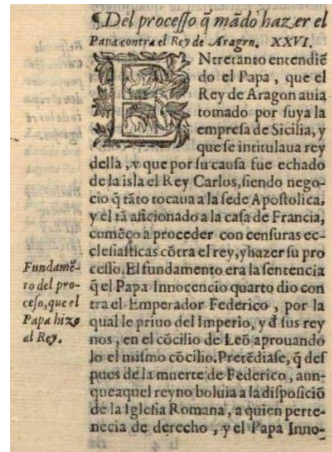 ¶Del processo q̃ mãdó hazer el
Papa contra el Rey de Aragon. XXVI.
ENtretanto entendiẽ
do el Papa, que el
Rey de Aragon auia
tomado por suya la
empresa de Sicilia, y
que se intitulaua rey
della, y que por su causa fue echado
de la isla el Rey Carlos, siendo nego-
cio q̃ tãto tocaua a la sede Apostolica,
y el tã aficionado a la casa de Francia,
comẽço a proceder con censuras ec-
clesiasticas cõtra el rey, y hazer su pro
cesso. El fundamento era la sentencia
q̃ el Papa Innocencio quarto dio con
tra el Emperador Federico, por la
qual le priuo del Imperio, y d̃ sus rey
nos, en el cõcilio de Leõ aprouando
lo el mismo cõcilio. Pretẽdiase, q̃ des
pues de la muerte de Federico, aun-
que aquel reyno boluia a la disposiciõ
de la Iglesia Romana, a quien perte-
necia de derecho, y el Papa Inno-
Fundamẽ-
to del pro-
ceso, que el
Papa hizo
al Rey.